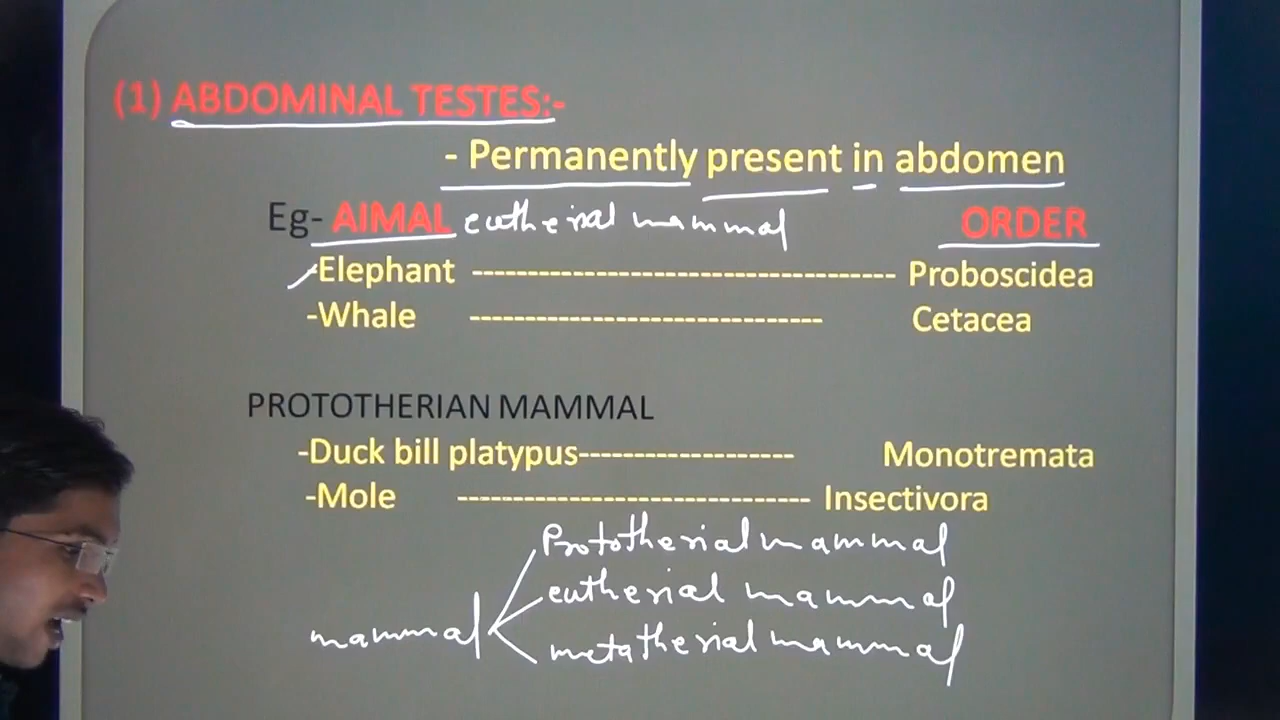 (1) ABDOMINAL TESTES:-
- Permanently present in abdomen
Eg- AIMAL eutherial mammal ORDER
-Elephant ------------------------------------- Proboscidea
-Whale ------------------------------- Cetacea
PROTOTHERIAN MAMMAL
-Duck bill platypus------------------- Monotremata
-Mole ------------------------------- Insectivora
Prototherial mammal
eutherial mammal
mammal
metatherial mammal